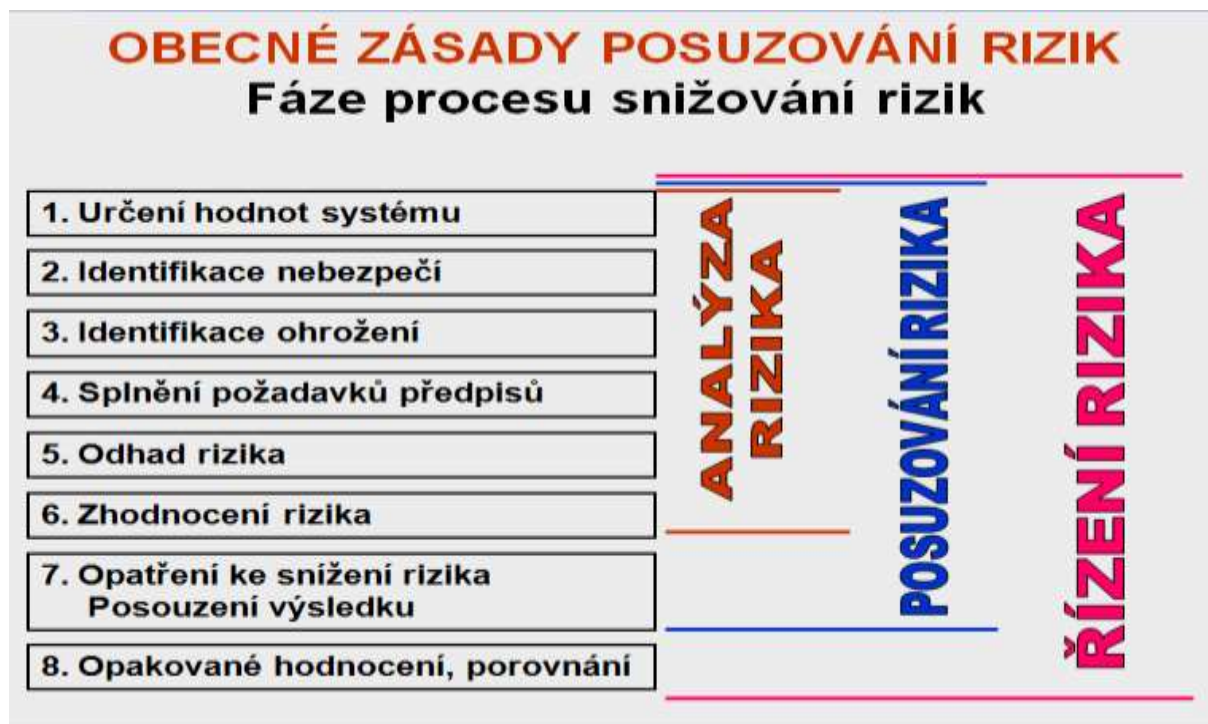 OBECNÉ ZÁSADY POSUZOVÁNÍ RIZIK
Fáze procesu snižování rizik
1. Určení hodnot systému
2. Identifikace nebezpečí
3. Identifikace ohrožení
4. Splnění požadavků předpisů
5. Odhad rizika
6. Zhodnocení rizika
7. Opatření ke snížení rizika
Posouzení výsledku
8. Opakované hodnocení, porovnání
ANALÝZA
RIZIKA
POSUZOVÁNÍ RIZIKA
ŘÍZENÍ RIZIKA